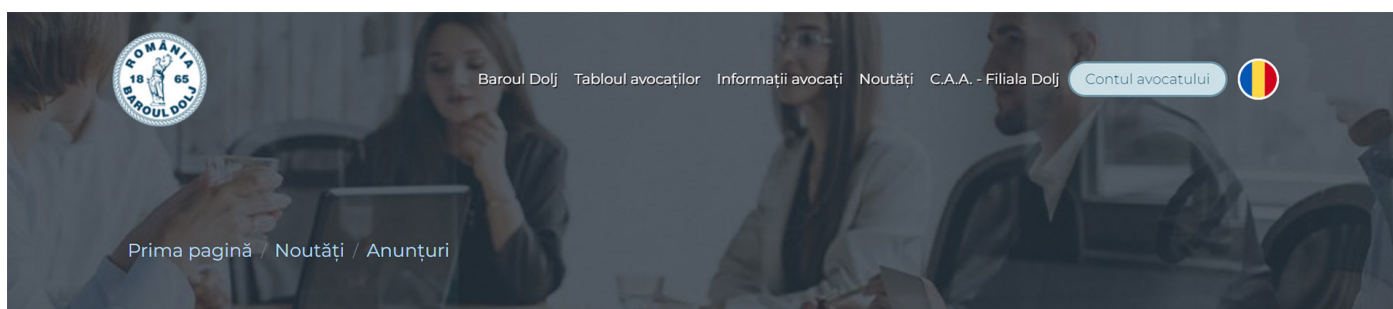 ROMÂNIA
18 65
BAROUL DOLJ
Baroul Dolj Tabloul avocaților Informații avocați Noutăți C.A.A. - Filiala Dolj Contul avocatului
Prima pagină / Noutăți / Anunțuri